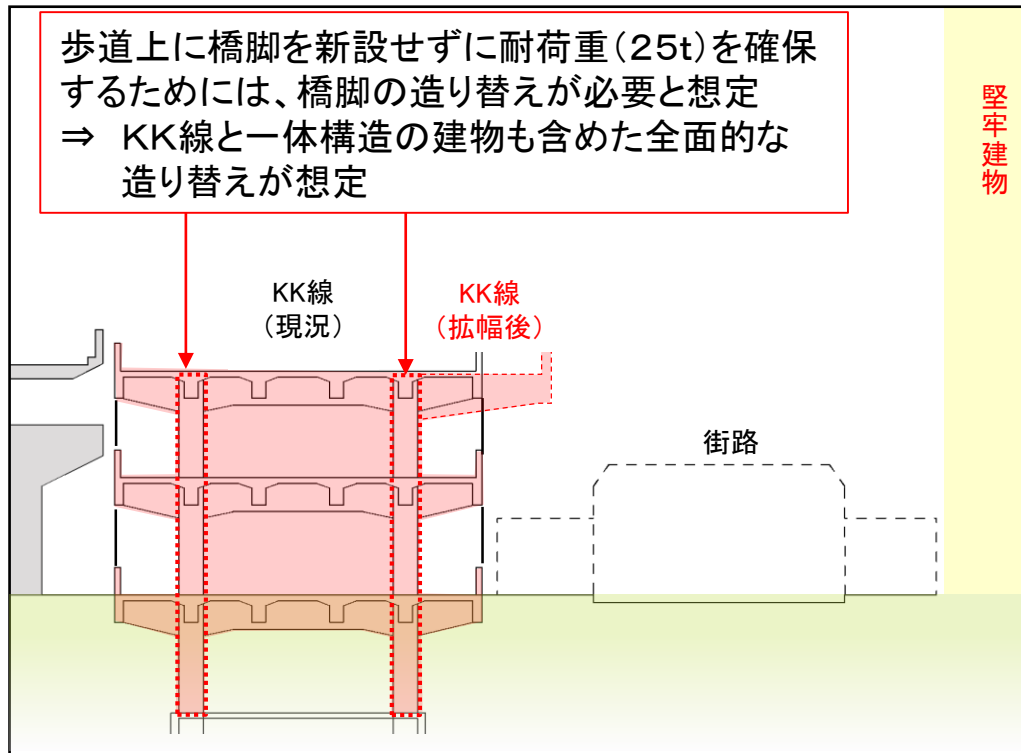 歩道上に橋脚を新設せずに耐荷重（２５ｔ）を確保
するためには、橋脚の造り替えが必要と想定
⇒　ＫＫ線と一体構造の建物も含めた全面的な
造り替えが想定
堅牢建物
KK線
（現況）
KK線
（拡幅後）
街路